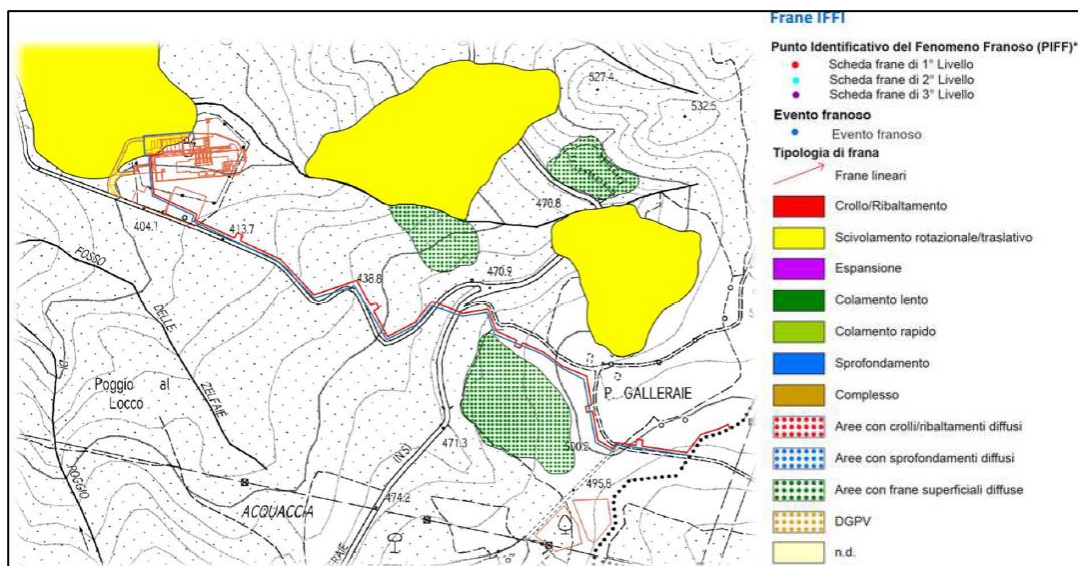 Frane IFFI
Punto Identificativo del Fenomeno Franoso (PIFF)*
Scheda frane di 1° Livello
Scheda frane di 2° Livello
Scheda frane di 3° Livello
Evento franoso
Evento franoso
Tipologia di frana
Frane lineari
Crollo/Ribaltamento
Scivolamento rotazionale/traslativo
Espansione
Colamento lento
Colamento rapido
Sprofondamento
Complesso
Aree con crolli/ribaltamenti diffusi
Aree con sprofondamenti diffusi
Aree con frane superficiali diffuse
DGPV
n.d.
527.4
532.5
470.8
404.1
413.7
438.8
470.9
FOSSO
DELLE
ZELFAIE
Poggio al
Locco
P. GALLERAIE
DI
POGGIO
471.3
(N5)
474.2
495.8
ACQUACCIA